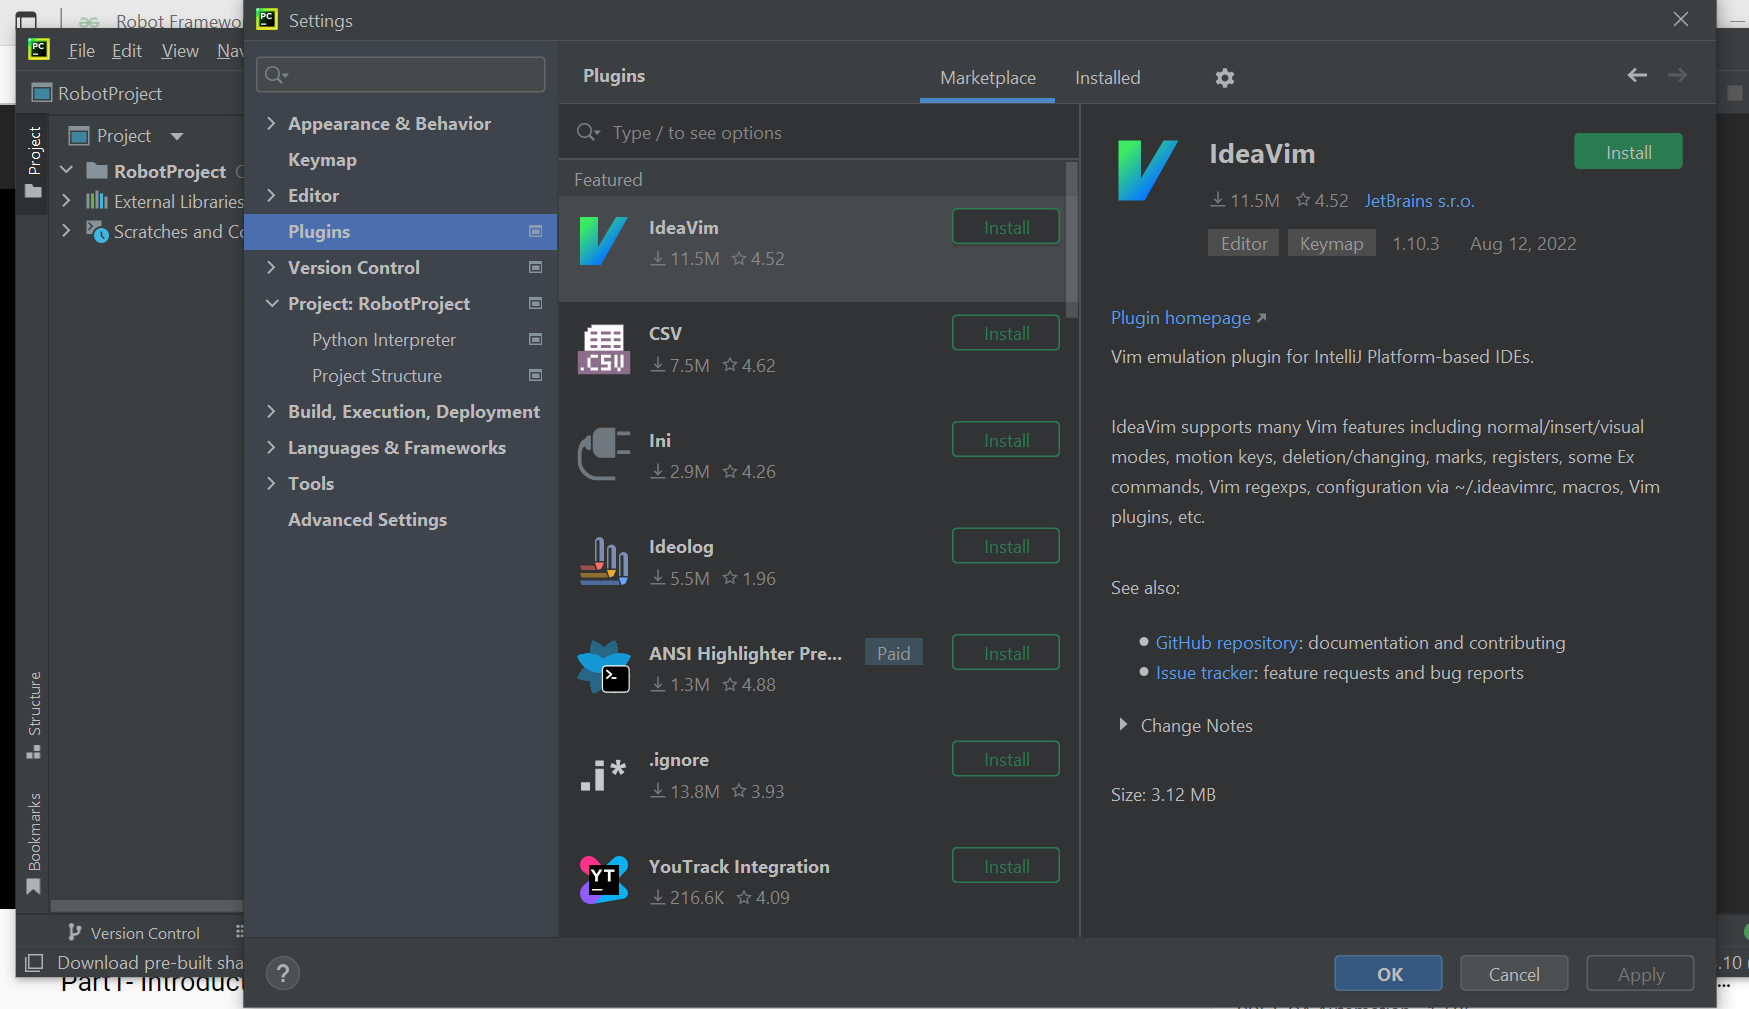 Robot Framewo
Settings
File Edit View Nav
RobotProject
Project
Project
RobotProject
External Libraries
Scratches and Co
Structure
Bookmarks
Version Control
Download pre-built sha
Part1- Introduc
Appearance & Behavior
Keymap
Editor
Plugins
Version Control
Project: RobotProject
Python Interpreter
Project Structure
Build, Execution, Deployment
Languages & Frameworks
Tools
Advanced Settings
?
Plugins
Marketplace Installed
Type / to see options
Featured
IdeaVim Install
11.5M 4.52
CSV Install
.CSV
7.5M 4.62
Ini Install
2.9M 4.26
Ideolog Install
5.5M 1.96
ANSI Highlighter Pre... Paid Install
1.3M 4.88
.ignore Install
.i*
13.8M 3.93
YouTrack Integration Install
YT
216.6K 4.09
IdeaVim
Install
11.5M 4.52 JetBrains s.r.o.
Editor Keymap 1.10.3 Aug 12, 2022
Plugin homepage
Vim emulation plugin for IntelliJ Platform-based IDEs.
IdeaVim supports many Vim features including normal/insert/visual
modes, motion keys, deletion/changing, marks, registers, some Ex
commands, Vim regexps, configuration via ~/.ideavimrc, macros, Vim
plugins, etc.
See also:
GitHub repository: documentation and contributing
Issue tracker: feature requests and bug reports
Change Notes
Size: 3.12 MB
OK Cancel Apply
.10
...